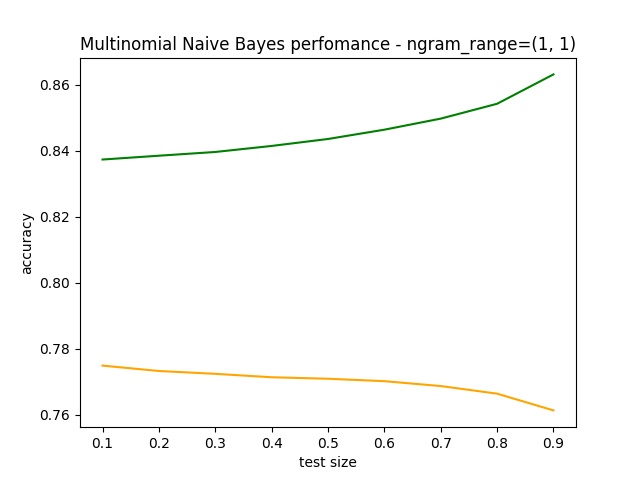 Multinomial Naive Bayes perfomance - ngram_range=(1, 1)
0.86
0.84
0.82
0.80
0.78
0.76
accuracy
0.1 0.2 0.3 0.4 0.5 0.6 0.7 0.8 0.9
test size